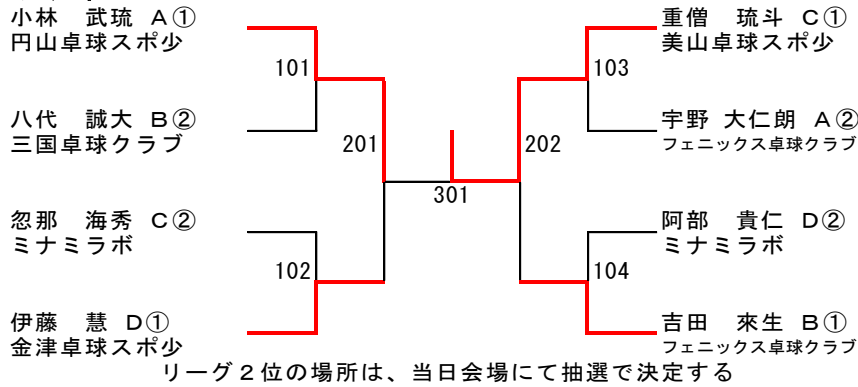 小林　武琉 A①
円山卓球スポ少
八代　誠大 B②
三国卓球クラブ
忽那　海秀 C②
ミナミラボ
伊藤　慧 D①
金津卓球スポ少
101
102
201
301
202
103
104
重僧　琉斗 C①
美山卓球スポ少
宇野 大仁朗 A②
フェニックス卓球クラブ
阿部　貴仁 D②
ミナミラボ
吉田　來生 B①
フェニックス卓球クラブ
リーグ２位の場所は、当日会場にて抽選で決定する